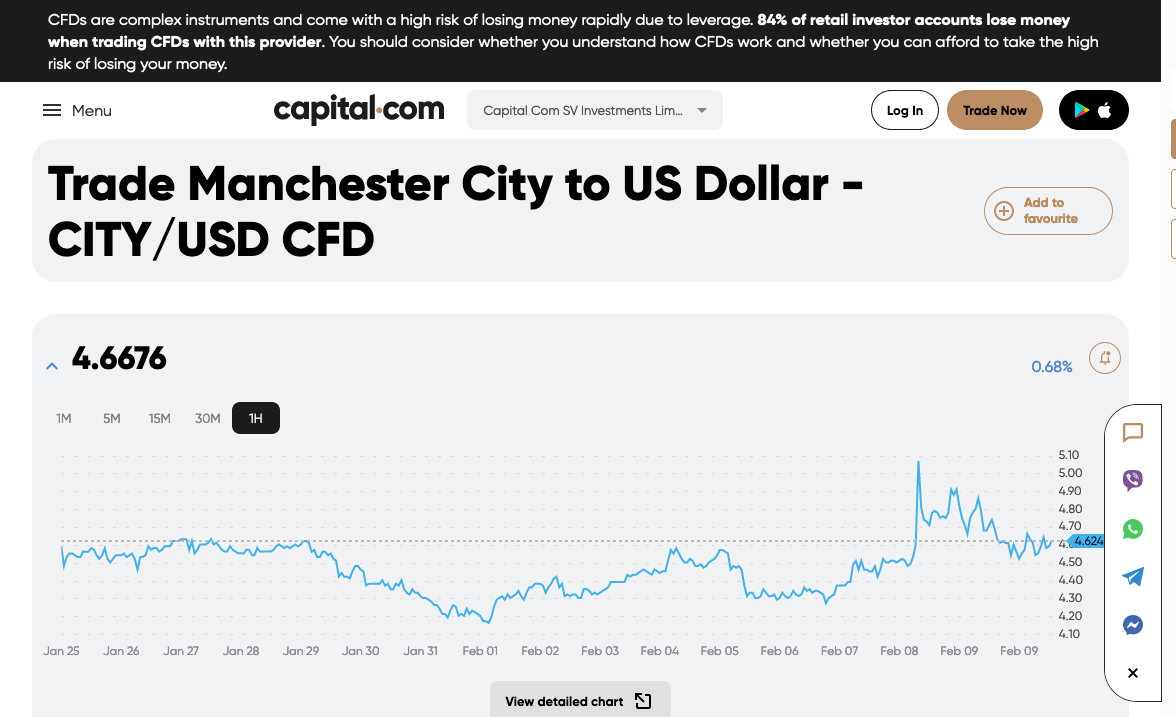 CFDs are complex instruments and come with a high risk of losing money rapidly due to leverage. 84% of retail investor accounts lose money
when trading CFDs with this provider. You should consider whether you understand how CFDs work and whether you can afford to take the high
risk of losing your money.
Menu
capital.com
Capital Com SV Investments Lim...
Log In
Trade Now
Trade Manchester City to US Dollar -
CITY/USD CFD
Add to
favourite
4.6676
0.68%
1M 5M 15M 30M 1H
5.10
5.00
4.90
4.80
4.70
4.624
4.50
4.40
4.30
4.20
4.10
Jan 25 Jan 26 Jan 27 Jan 28 Jan 29 Jan 30 Jan 31 Feb 01 Feb 02 Feb 03 Feb 04 Feb 05 Feb 06 Feb 07 Feb 08 Feb 09 Feb 09
View detailed chart